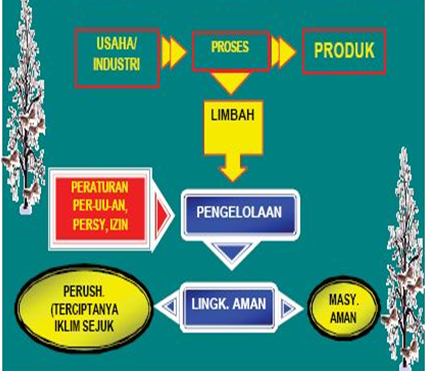 USAHA/
INDUSTRI
PROSES
PRODUK
LIMBAH
PERATURAN
PER-UU-AN,
PERSY, IZIN
PENGELOLAAN
PERUSH.
(TERCIPTANYA
IKLIM SEJUK
LINGK. AMAN
MASY.
AMAN